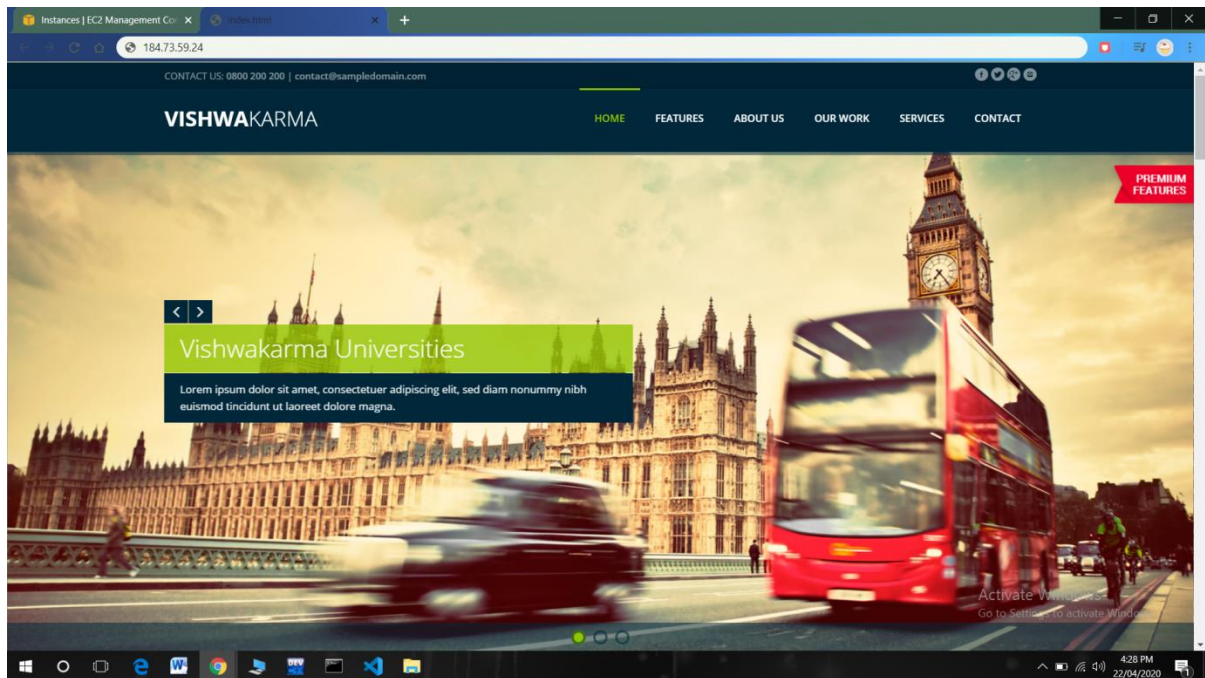 Instances | EC2 Management Co
index.html
184.73.59.24
CONTACT US: 0800 200 200 | contact@sampledomain.com
VISHWAKARMA
HOME
FEATURES
ABOUT US
OUR WORK
SERVICES
CONTACT
PREMIUM
FEATURES
Vishwakarma Universities
Lorem ipsum dolor sit amet, consectetuer adipiscing elit, sed diam nonummy nibh
euismod tincidunt ut laoreet dolore magna.
Activate Windows
Go to Settings to activate Windows
4:28 PM
22/04/2020